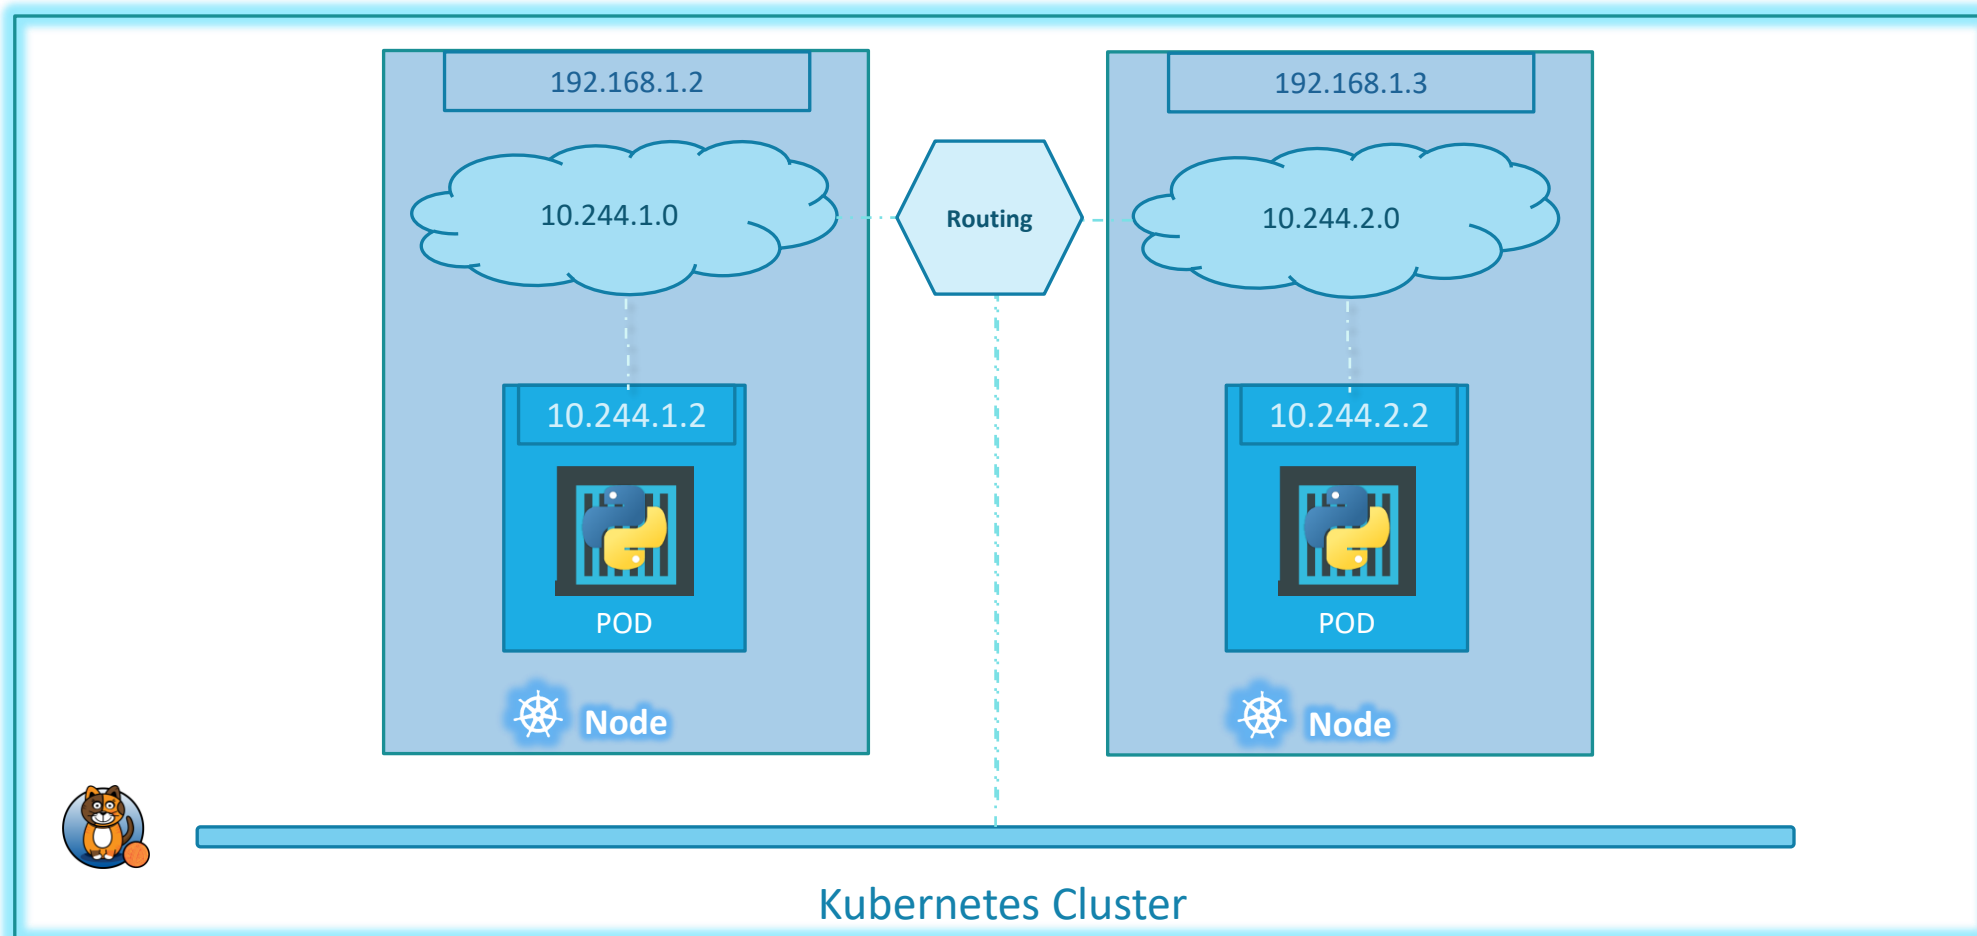 192.168.1.2
192.168.1.3
10.244.1.0
Routing
10.244.2.0
10.244.1.2
10.244.2.2
POD
POD
Node
Node
Kubernetes Cluster